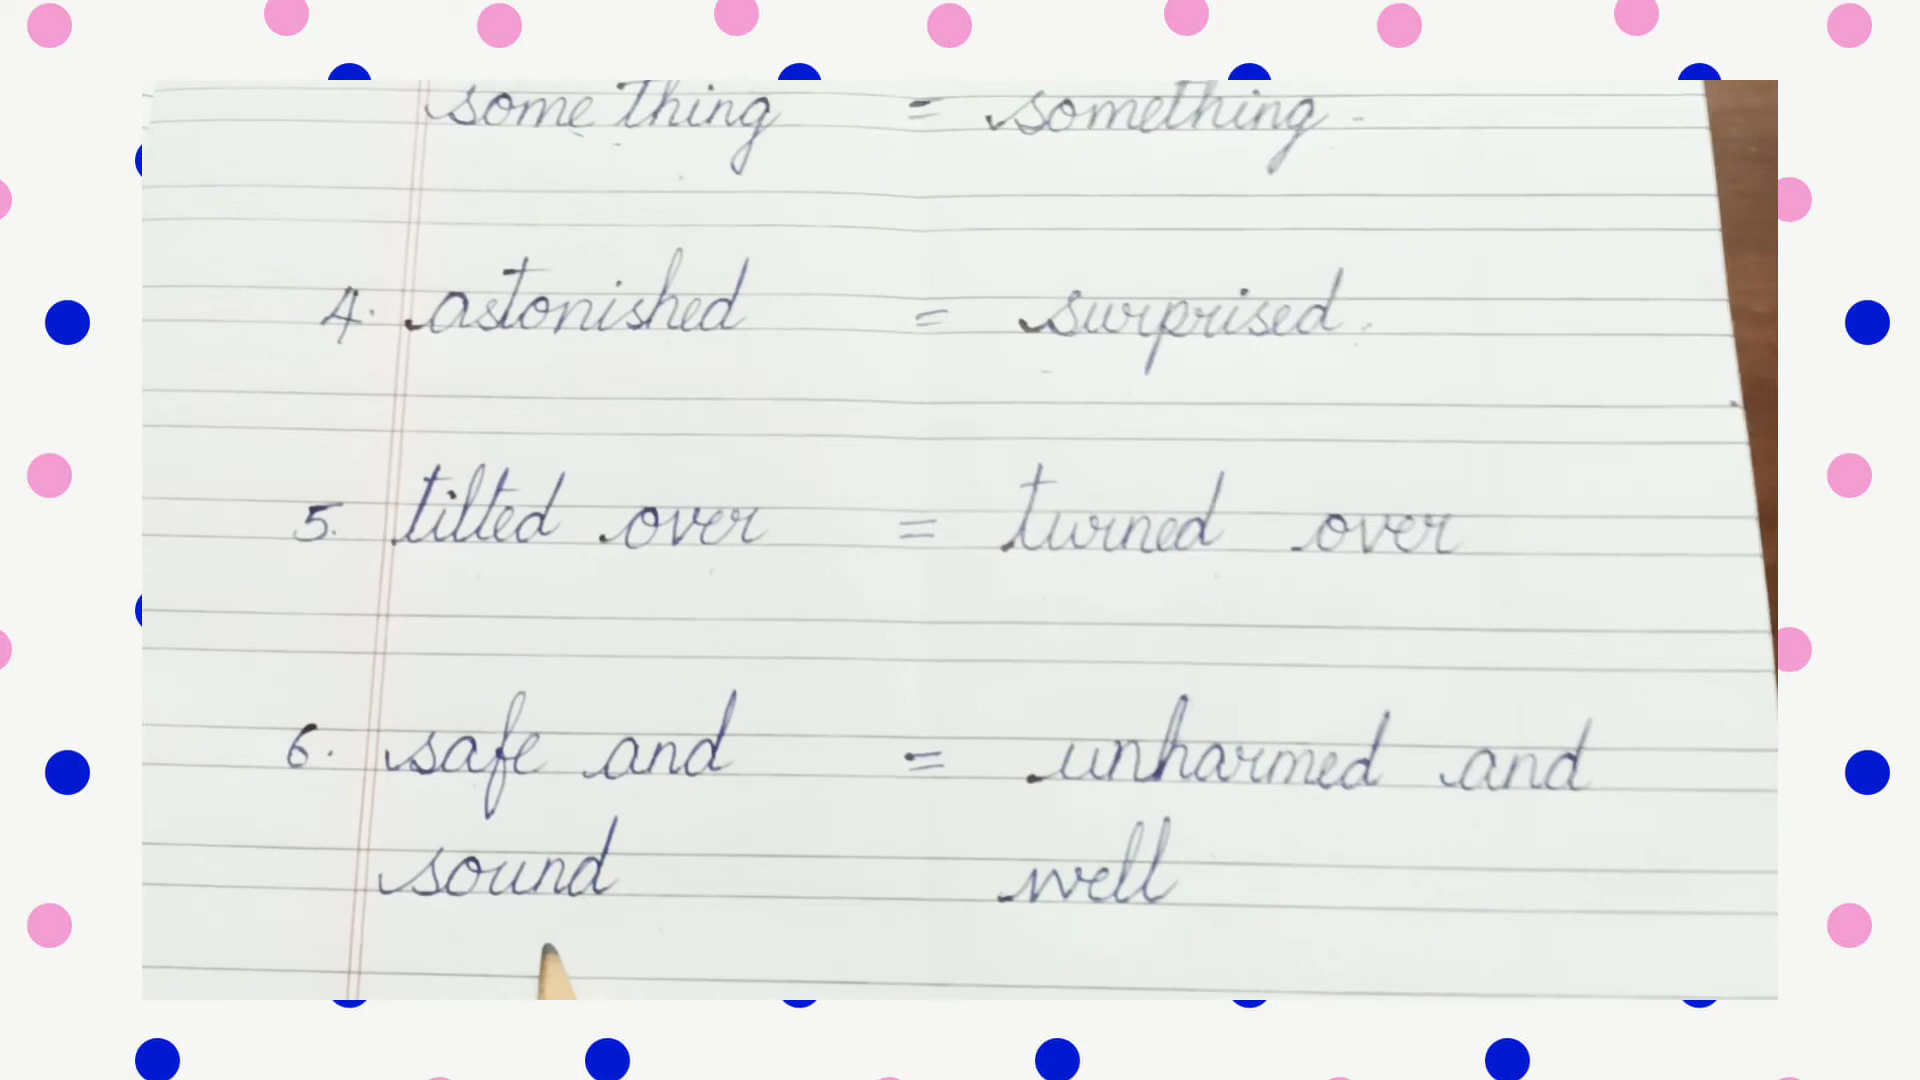 some thing = something.
4. astonished = surprised.
5. tilted over = turned over
6. safe and = unharmed and
sound well